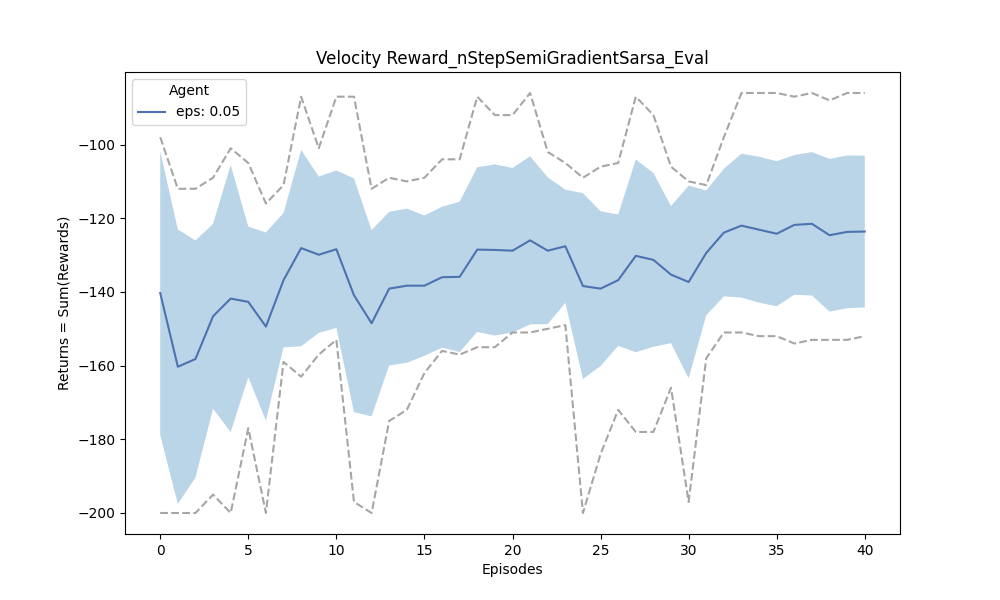 Velocity Reward_nStepSemiGradientSarsa_Eval
Agent
eps: 0.05
Returns = Sum(Rewards)
−100
−120
−140
−160
−180
−200
0 5 10 15 20 25 30 35 40
Episodes